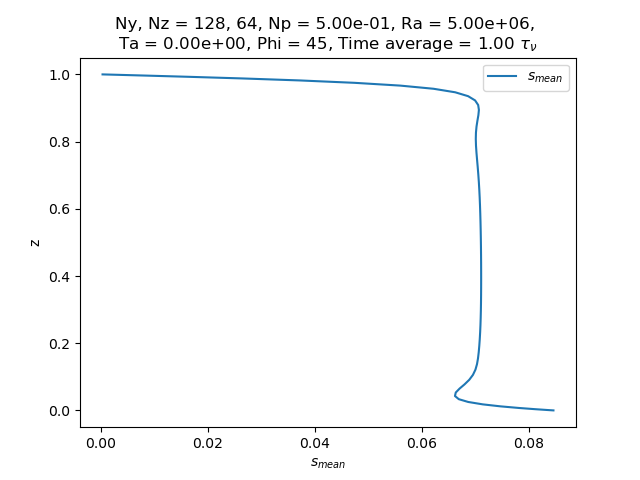 Ny, Nz = 128, 64, Np = 5.00e-01, Ra = 5.00e+06,
Ta = 0.00e+00, Phi = 45, Time average = 1.00 τ_ν
s_mean
1.0
0.8
0.6
0.4
0.2
0.0
z
0.00 0.02 0.04 0.06 0.08
s_mean